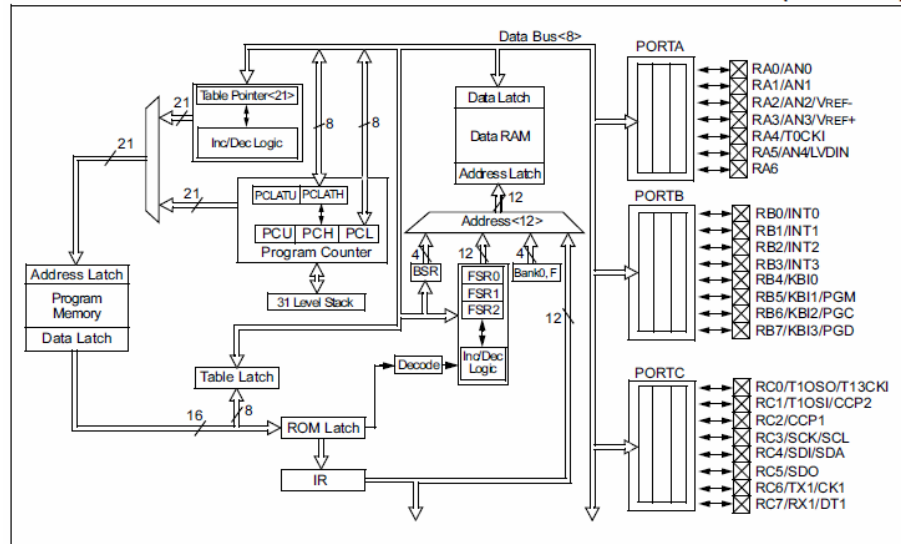 Data Bus<8>
PORTA
RA0/AN0
RA1/AN1
RA2/AN2/VREF-
RA3/AN3/VREF+
RA4/T0CKI
RA5/AN4/LVDIN
RA6
21
Table Pointer<21>
Inc/Dec Logic
8
8
Data Latch
Data RAM
Address Latch
21
21
PCLATU PCLATH
PCU PCH PCL
Program Counter
12
Address<12>
4
12
4
BSR
FSR0
FSR1
FSR2
Bank0, F
12
Inc/Dec
Logic
31 Level Stack
Address Latch
Program
Memory
Data Latch
Decode
Table Latch
16
8
ROM Latch
IR
PORTB
RB0/INT0
RB1/INT1
RB2/INT2
RB3/INT3
RB4/KBI0
RB5/KBI1/PGM
RB6/KBI2/PGC
RB7/KBI3/PGD
PORTC
RC0/T1OSO/T13CKI
RC1/T1OSI/CCP2
RC2/CCP1
RC3/SCK/SCL
RC4/SDI/SDA
RC5/SDO
RC6/TX1/CK1
RC7/RX1/DT1